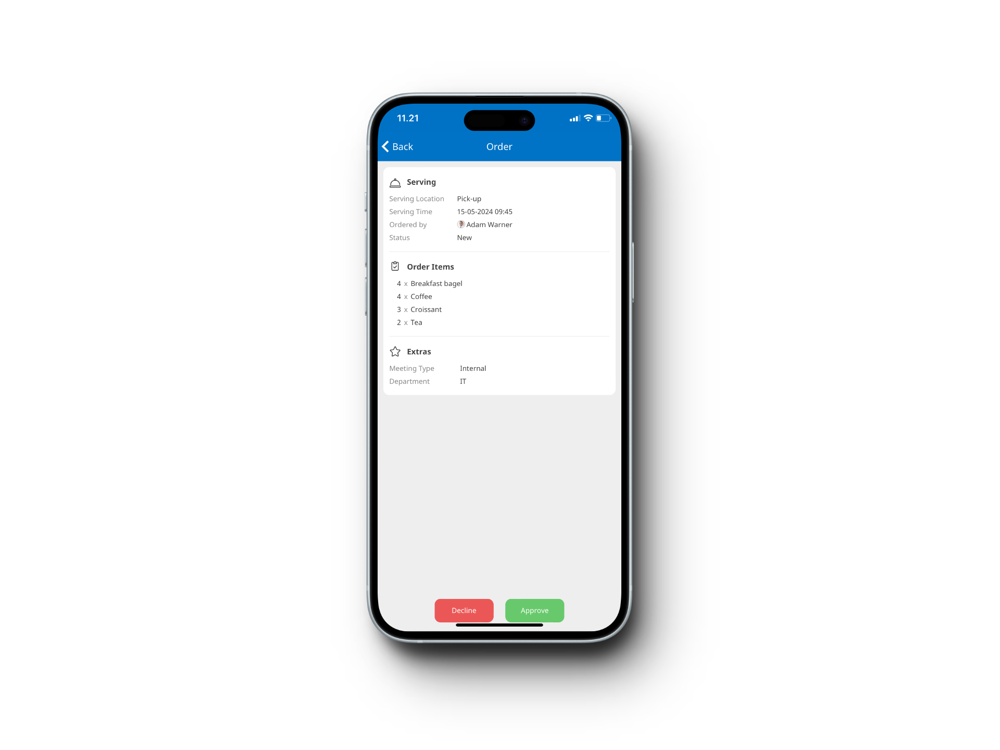 11.21
Back
Order
Serving
Serving Location Pick-up
Serving Time 15-05-2024 09:45
Ordered by Adam Warner
Status New
Order Items
4 x Breakfast bagel
4 x Coffee
3 x Croissant
2 x Tea
Extras
Meeting Type Internal
Department IT
Decline
Approve